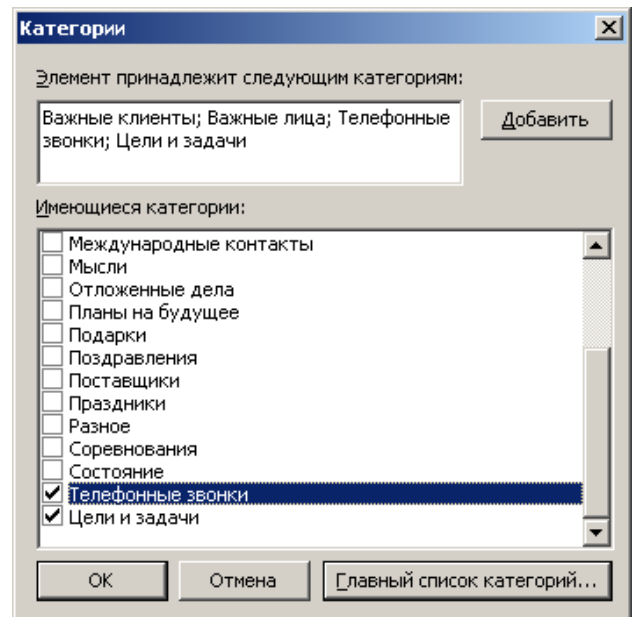 Категории
Элемент принадлежит следующим категориям:
Важные клиенты; Важные лица; Телефонные
звонки; Цели и задачи
Добавить
Имеющиеся категории:
Международные контакты
Мысли
Отложенные дела
Планы на будущее
Подарки
Поздравления
Поставщики
Праздники
Разное
Соревнования
Состояние
Телефонные звонки
Цели и задачи
ОК
Отмена
Главный список категорий...